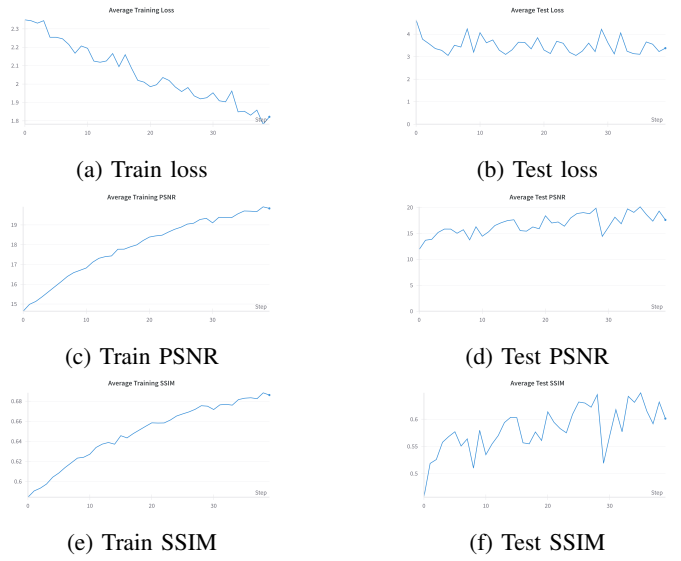 Average Training Loss
2.3
2.2
2.1
2
1.9
1.8
Step
0
10
20
30
(a) Train loss
Average Test Loss
4
3
2
1
0
Step
0
10
20
30
(b) Test loss
Average Training PSNR
19
18
17
16
15
Step
0
10
20
30
(c) Train PSNR
Average Test PSNR
20
15
10
5
0
Step
0
10
20
30
(d) Test PSNR
Average Training SSIM
0.68
0.66
0.64
0.62
0.6
Step
0
10
20
30
(e) Train SSIM
Average Test SSIM
0.6
0.5
Step
0
10
20
30
(f) Test SSIM